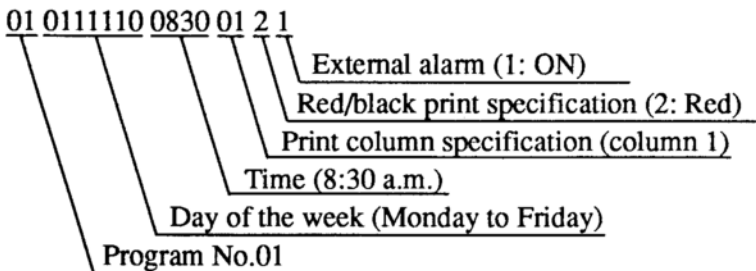 01 0111110 0830 01 2 1
External alarm (1: ON)
Red/black print specification (2: Red)
Print column specification (column 1)
Time (8:30 a.m.)
Day of the week (Monday to Friday)
Program No.01